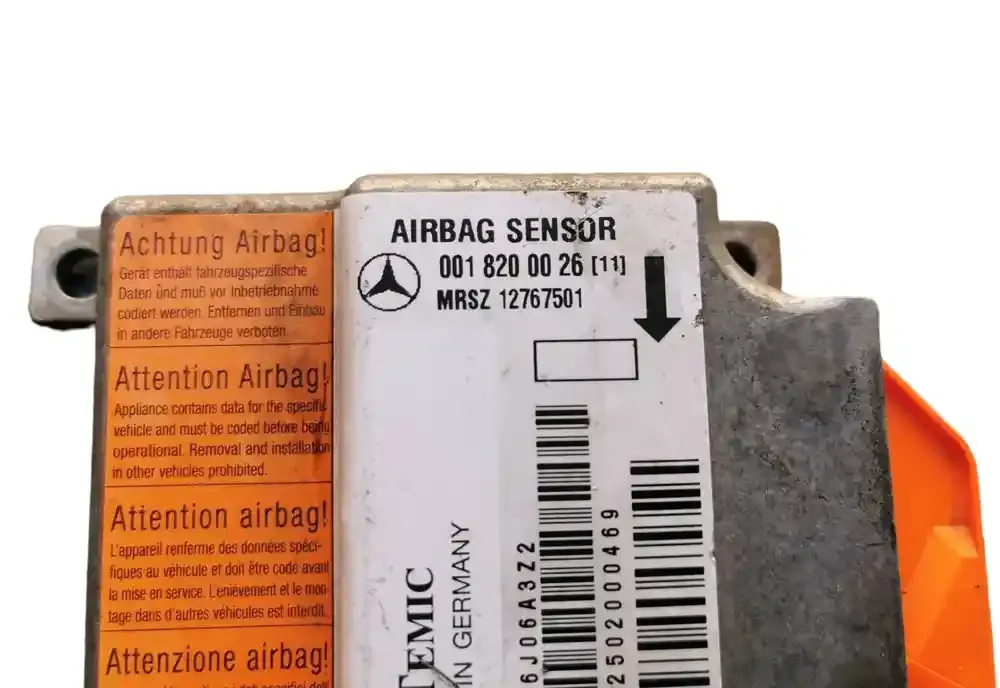 Achtung Airbag!
Gerät enthält fahrzeugspezifische
Daten und muß vor Inbetriebnahme
codiert werden. Entfernen und Einbau
in andere Fahrzeuge verboten.
Attention Airbag!
Appliance contains data for the specific
vehicle and must be coded before being
operational. Removal and installation
in other vehicles prohibited.
Attention airbag!
L'appareil renferme des données spéci-
fiques au véhicule et doit être codé avant
la mise en service. L'enièvement et le mon-
tage dans d'autres véhicules est interdit.
Attenzione airbag!
AIRBAG SENSOR
001 820 00 26 [11]
MRSZ 12767501
TEMIC
IN GERMANY
6J06A3Z2
2502000469